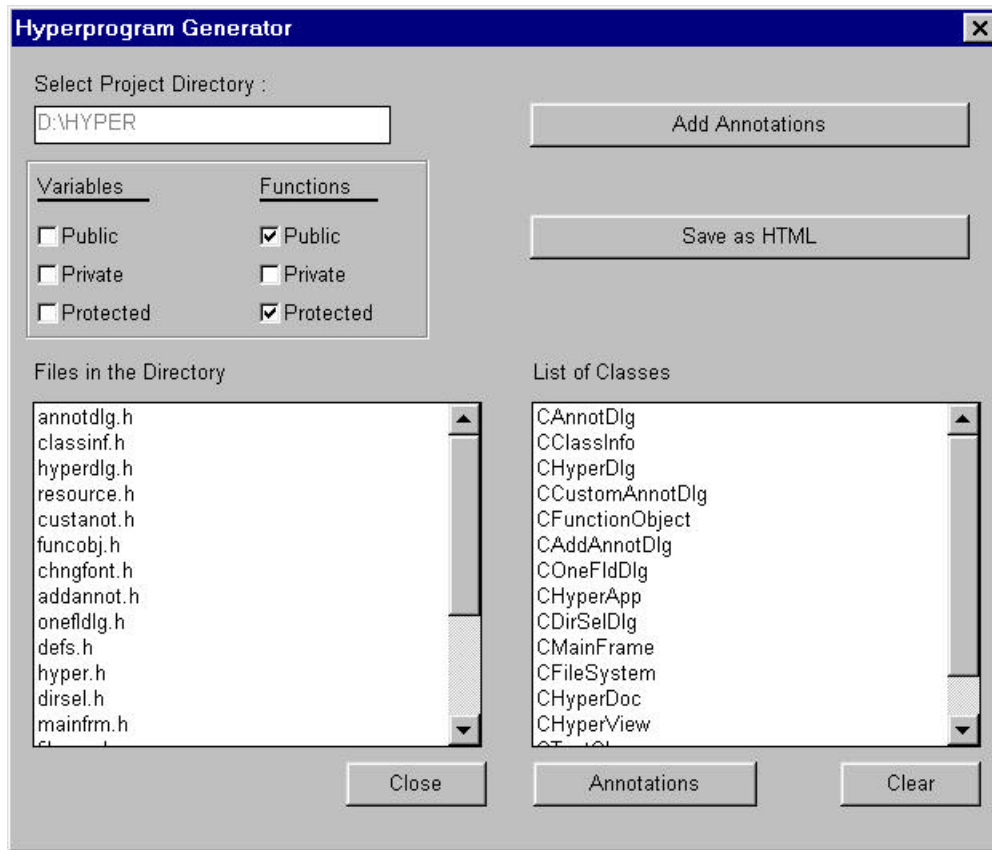 Hyperprogram Generator
Select Project Directory :
D:\HYPER
Add Annotations
Variables Functions
Public Public
Private Private
Protected Protected
Save as HTML
Files in the Directory
annotdlg.h
classinf.h
hyperdlg.h
resource.h
custanot.h
funcobj.h
chngfont.h
addannot.h
onefldlg.h
defs.h
hyper.h
dirsel.h
mainfrm.h
List of Classes
CAnnotDlg
CClassInfo
CHyperDlg
CCustomAnnotDlg
CFunctionObject
CAddAnnotDlg
COneFldDlg
CHyperApp
CDirSelDlg
CMainFrame
CFileSystem
CHyperDoc
CHyperView
Close
Annotations
Clear